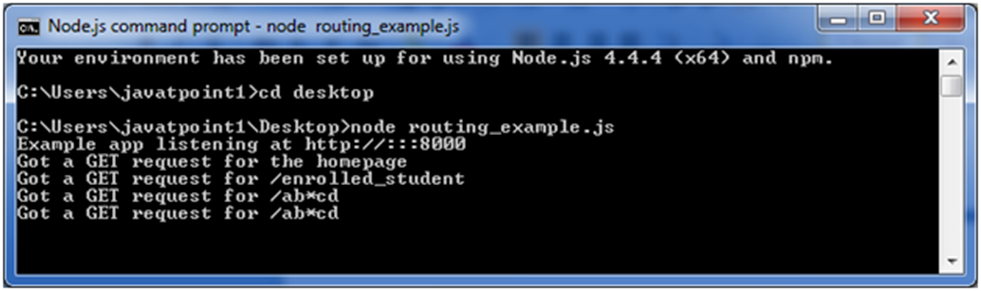 Node.js command prompt - node  routing_example.js
Your environment has been set up for using Node.js 4.4.4 (x64) and npm.
C:\Users\javatpoint1>cd desktop
C:\Users\javatpoint1\Desktop>node routing_example.js
Example app listening at http://:::8000
Got a GET request for the homepage
Got a GET request for /enrolled_student
Got a GET request for /ab*cd
Got a GET request for /ab*cd